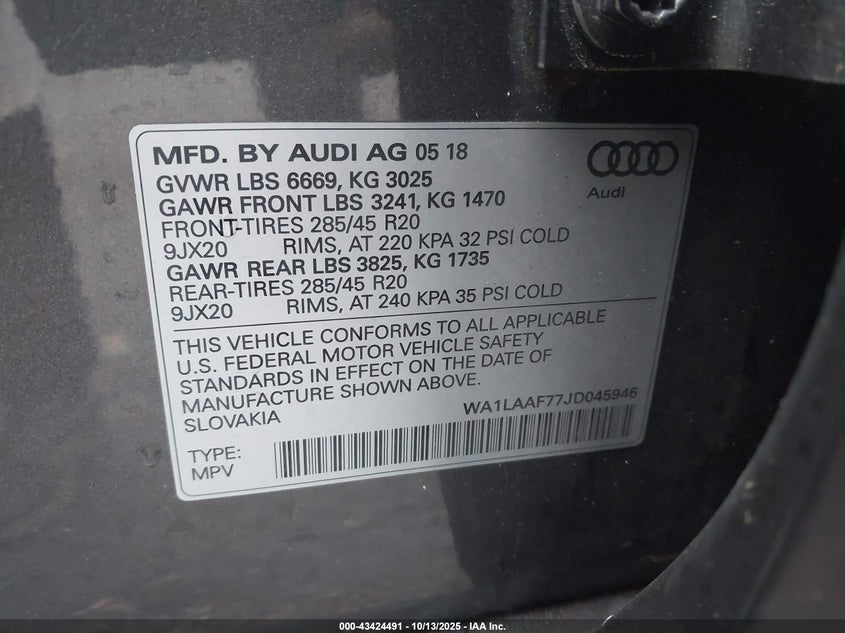 MFD. BY AUDI AG 05 18
Audi
GVWR LBS 6669, KG 3025
GAWR FRONT LBS 3241, KG 1470
FRONT-TIRES 285/45 R20
9JX20 RIMS, AT 220 KPA 32 PSI COLD
GAWR REAR LBS 3825, KG 1735
REAR-TIRES 285/45 R20
9JX20 RIMS, AT 240 KPA 35 PSI COLD
THIS VEHICLE CONFORMS TO ALL APPLICABLE
U.S. FEDERAL MOTOR VEHICLE SAFETY
STANDARDS IN EFFECT ON THE DATE OF
MANUFACTURE SHOWN ABOVE.
SLOVAKIA
WA1LAAF77JD045946
TYPE:
MPV
000-43424491 - 10/13/2025 - IAA Inc.